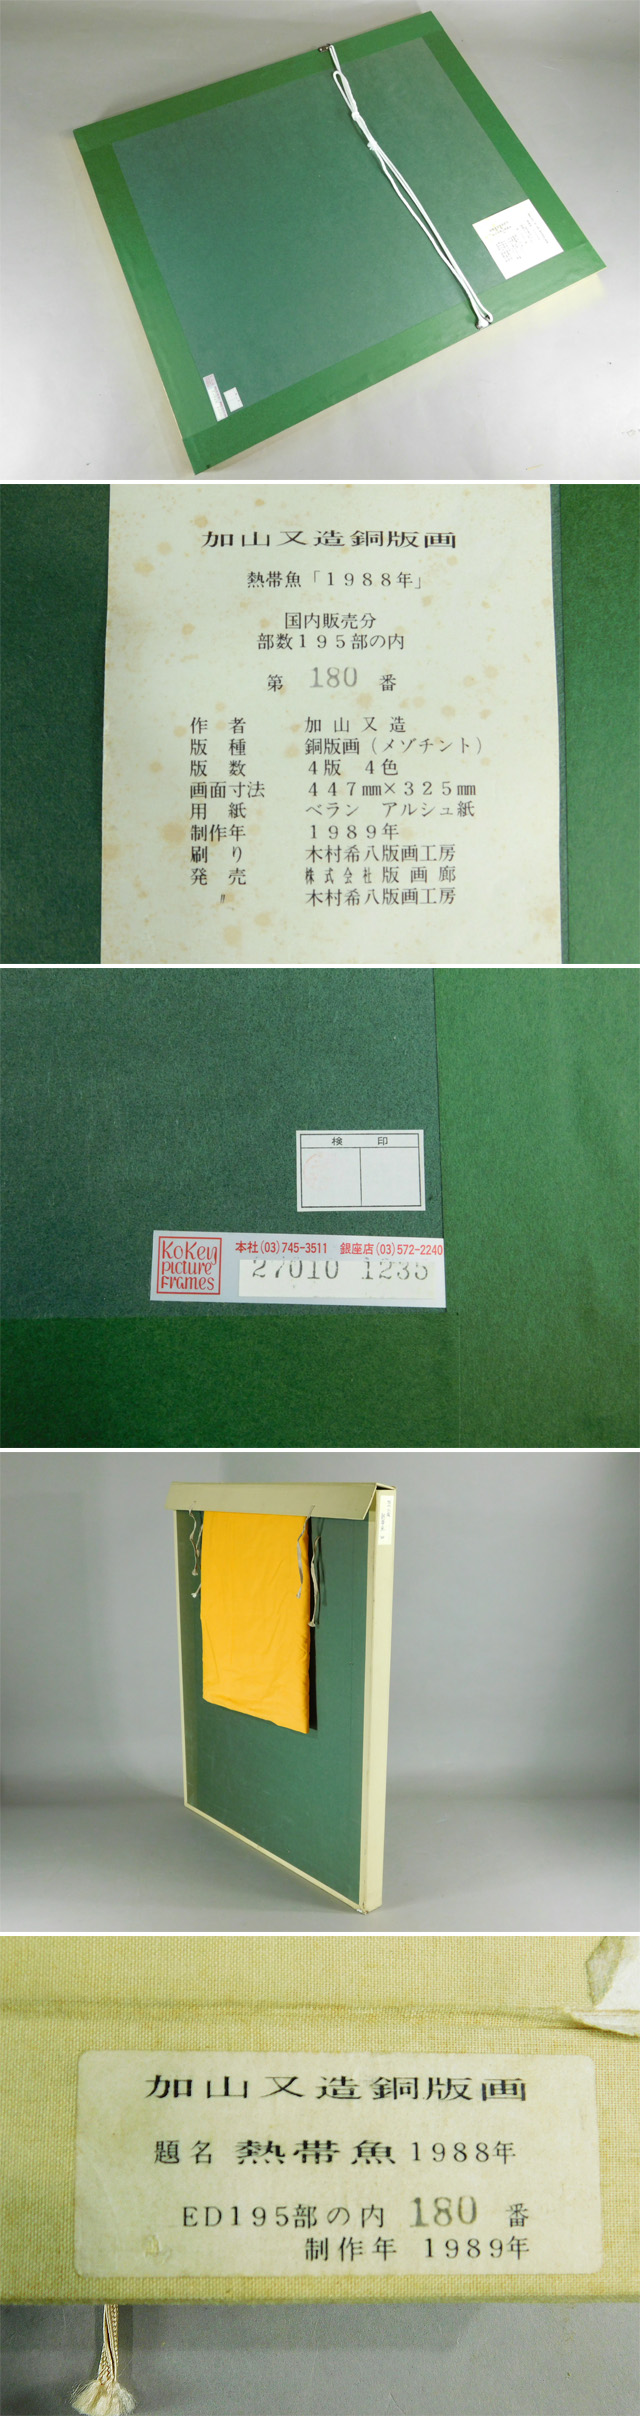 加山又造銅版画
熱帯魚「1988年」
国内販売分
部数195部の内
第 180 番
作者 加山又造
版種 銅版画(メゾチント)
版数 4版 4色
画面寸法 447㎜×325㎜
用紙 ベラン アルシュ紙
制作年 1989年
刷り 木村希八版画工房
発売 株式会社版画廊
〃 木村希八版画工房
検 印
KoKey
picture
frames
本社(03)745-3511 銀座店(03)572-2240
27010 1235
加山又造銅版画
題名 熱帯魚 1988年
ED195部の内 180 番
制作年 1989年